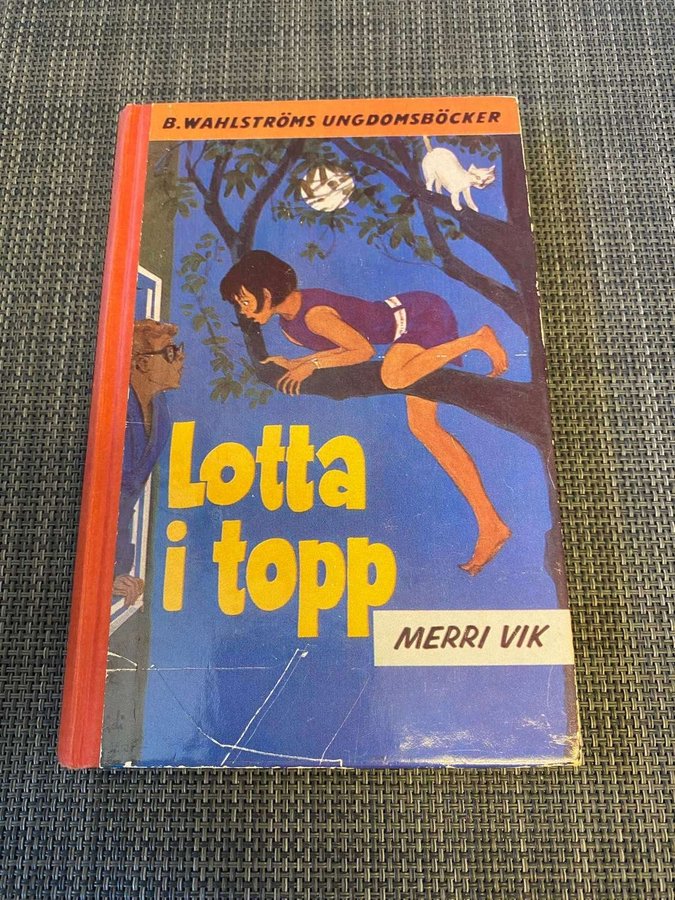 B.WAHLSTRÖMS UNGDOMSBÖCKER
Lotta
i topp
MERRI VIK